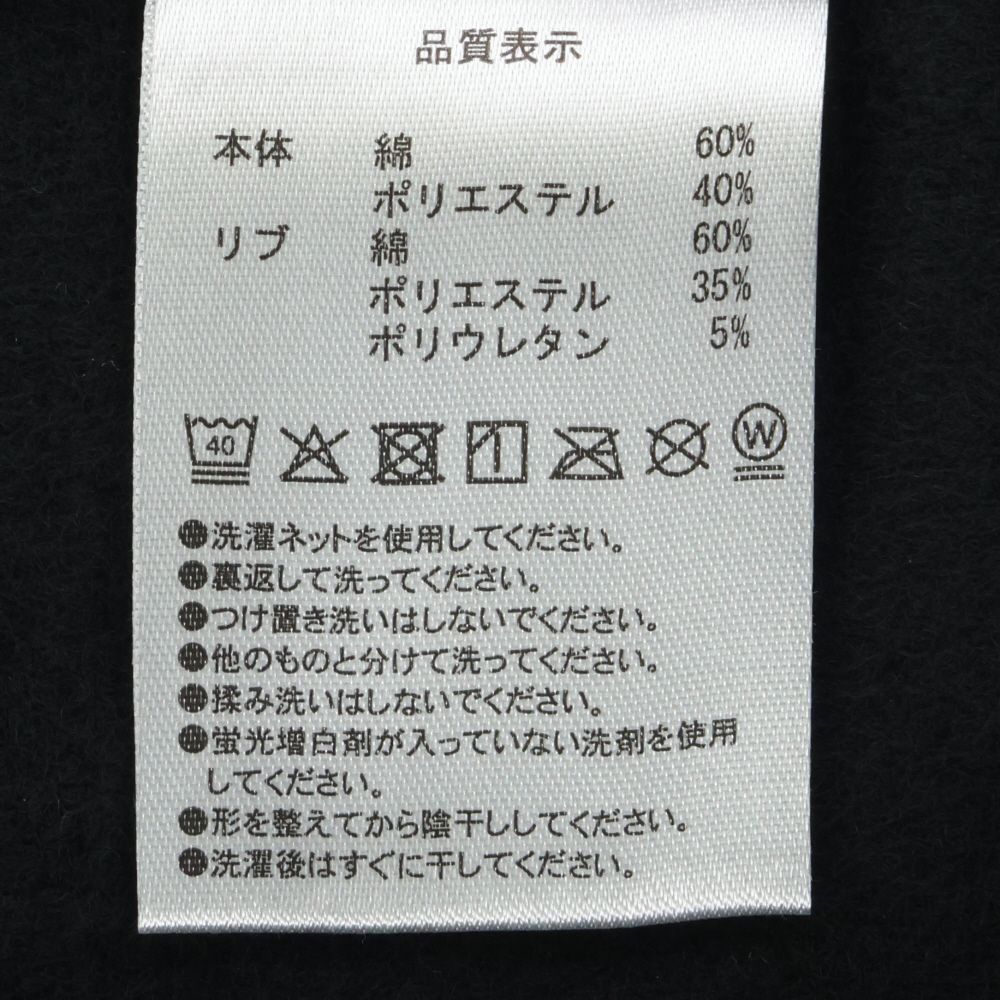 品質表示
本体 綿 60%
ポリエステル 40%
リブ 綿 60%
ポリエステル 35%
ポリウレタン 5%
40 W
●洗濯ネットを使用してください。
●裏返して洗ってください。
●つけ置き洗いはしないでください。
●他のものと分けて洗ってください。
●揉み洗いはしないでください。
●蛍光増白剤が入っていない洗剤を使用
してください。
●形を整えてから陰干ししてください。
●洗濯後はすぐに干してください。